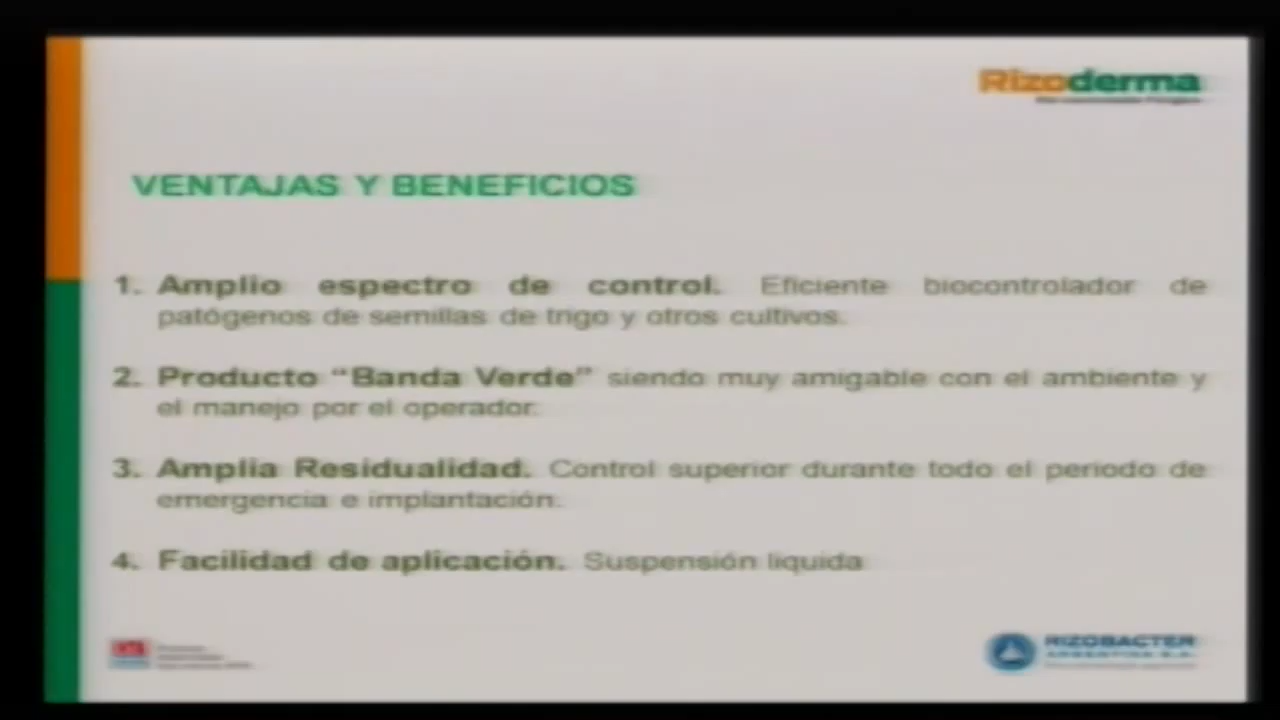 Rizoderma
VENTAJAS Y BENEFICIOS
1. Amplio espectro de control. Eficiente biocontrolador de
patógenos de semillas de trigo y otros cultivos.
2. Producto “Banda Verde” siendo muy amigable con el ambiente y
el manejo por el operador.
3. Amplia Residualidad. Control superior durante todo el periodo de
emergencia e implantación.
4. Facilidad de aplicación. Suspensión liquida
RIZOBACTER
ARGENTINA S.A.